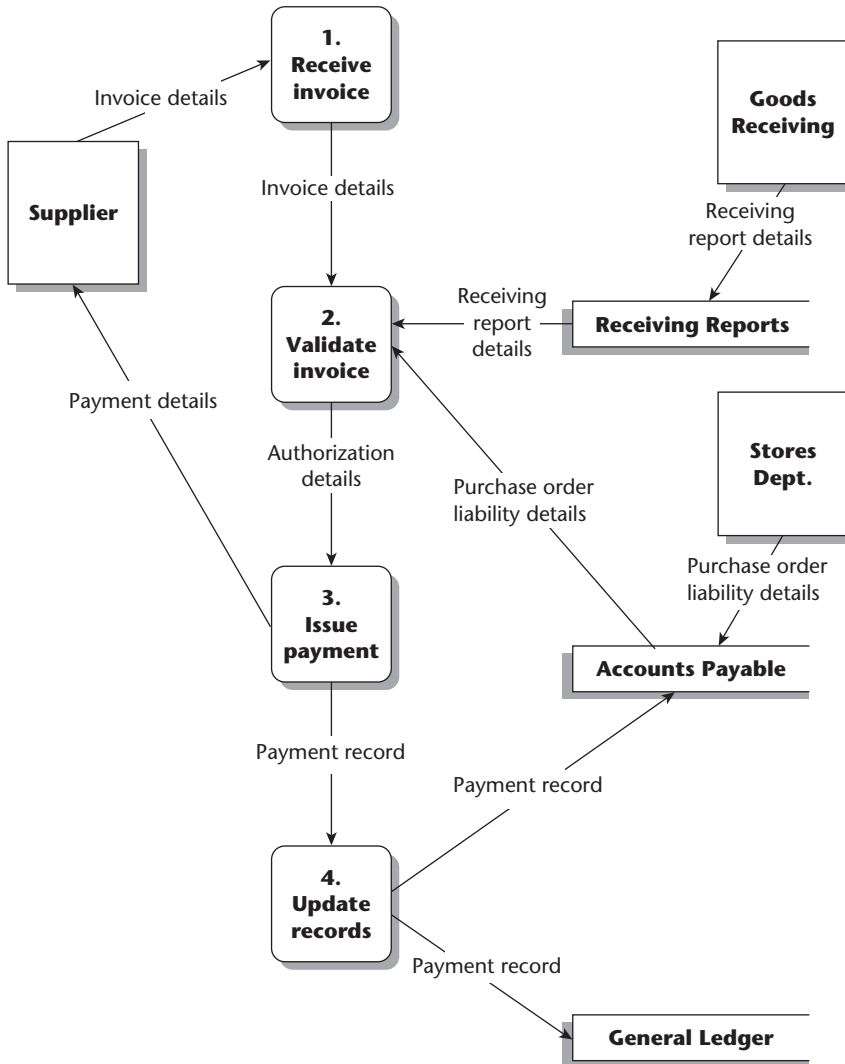 1.
Receive
invoice
Goods
Receiving
Invoice details
Supplier
Invoice details
Receiving
report details
2.
Validate
invoice
Receiving
report
details
Receiving Reports
Payment details
Authorization
details
Purchase order
liability details
Stores
Dept.
Purchase order
liability details
3.
Issue
payment
Accounts Payable
Payment record
Payment record
4.
Update
records
Payment record
General Ledger